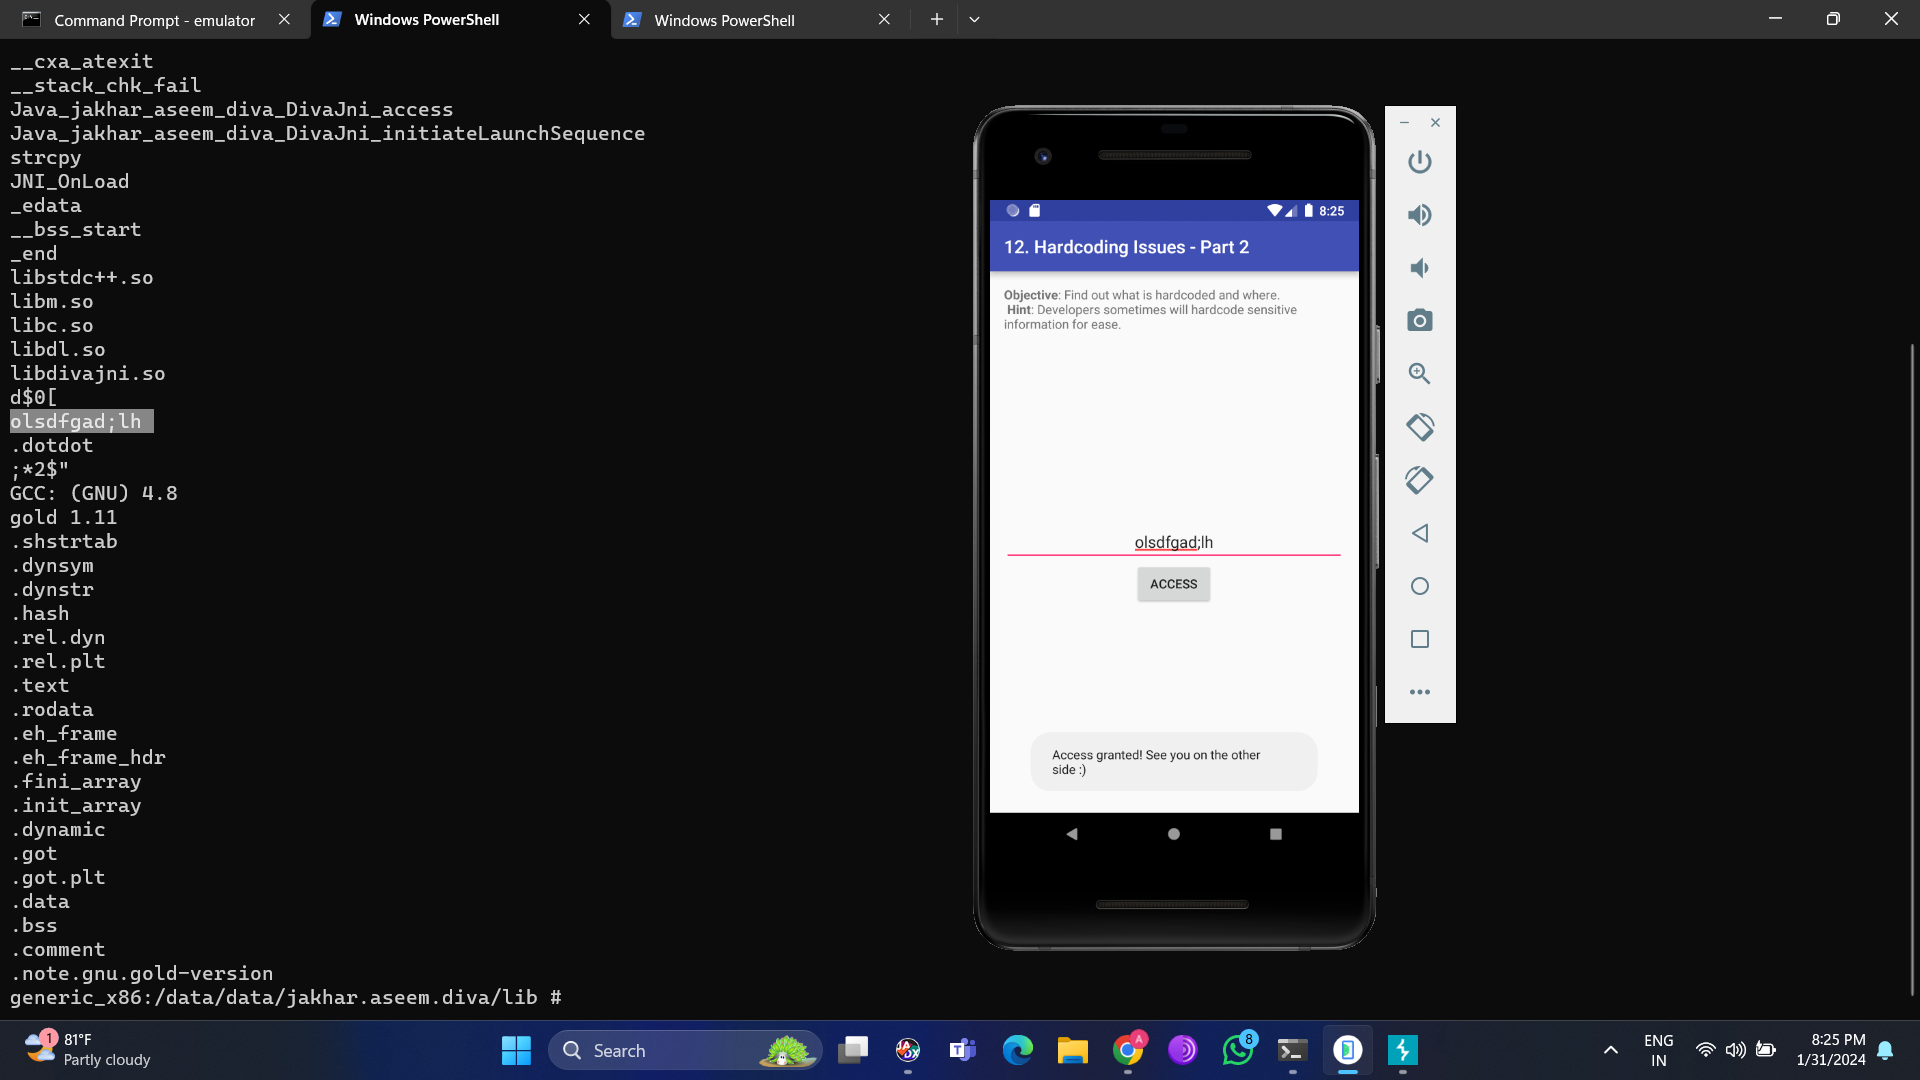 Command Prompt - emulator
Windows PowerShell
Windows PowerShell
__cxa_atexit
__stack_chk_fail
Java_jakhar_aseem_diva_DivaJni_access
Java_jakhar_aseem_diva_DivaJni_initiateLaunchSequence
strcpy
JNI_OnLoad
_edata
__bss_start
_end
libstdc++.so
libm.so
libc.so
libdl.so
libdivajni.so
d$0[
olsdfgad;lh
.dotdot
;*2$"
GCC: (GNU) 4.8
gold 1.11
.shstrtab
.dynsym
.dynstr
.hash
.rel.dyn
.rel.plt
.text
.rodata
.eh_frame
.eh_frame_hdr
.fini_array
.init_array
.dynamic
.got
.got.plt
.data
.bss
.comment
.note.gnu.gold-version
generic_x86:/data/data/jakhar.aseem.diva/lib #
8:25
12. Hardcoding Issues - Part 2
Objective: Find out what is hardcoded and where.
Hint: Developers sometimes will hardcode sensitive
information for ease.
olsdfgad;lh
ACCESS
Access granted! See you on the other
side :)
1
81°F
Partly cloudy
Search
A
8
ENG
IN
8:25 PM
1/31/2024